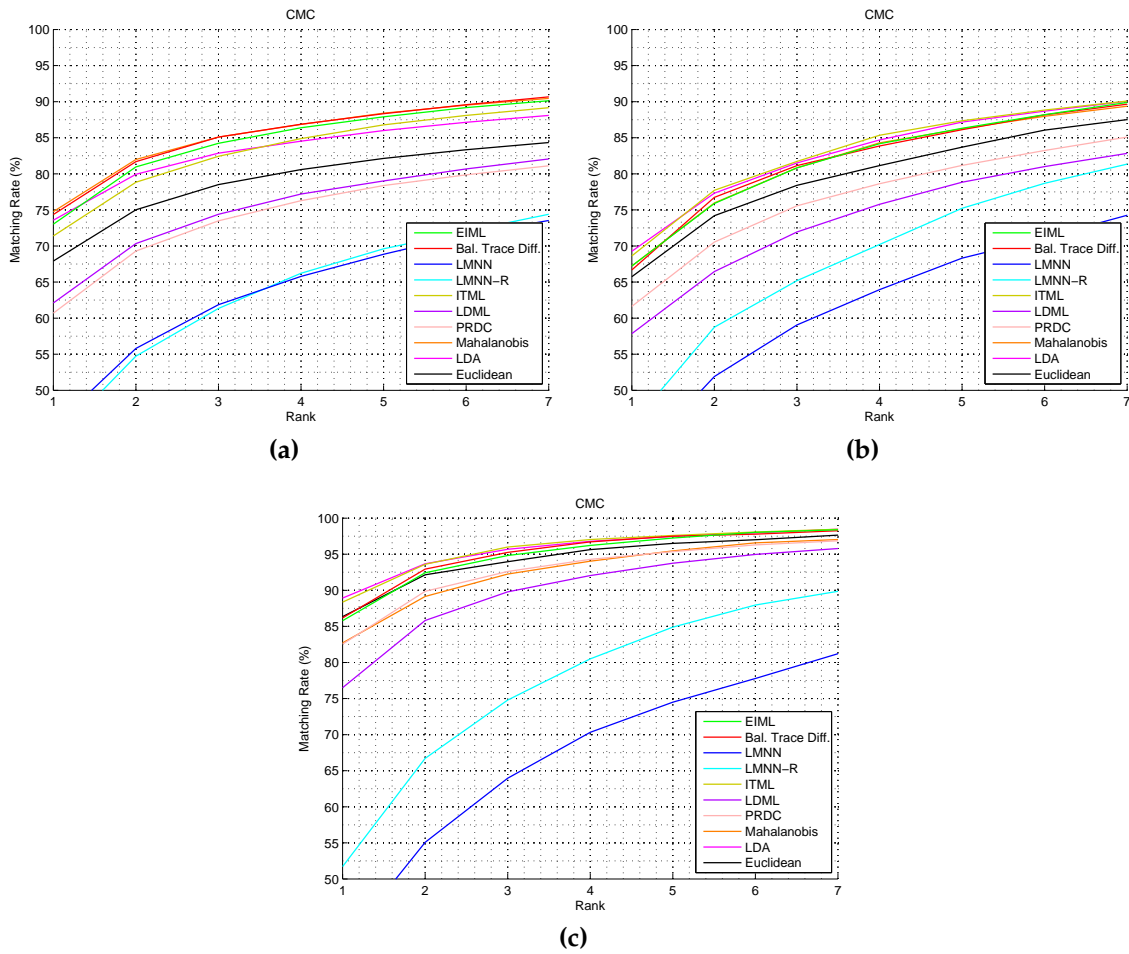 CMC
100
95
90
85
80
75
70
65
60
55
50
Matching Rate (%)
EIML
Bal. Trace Diff.
LMNN
LMNN-R
ITML
LDML
PRDC
Mahalanobis
LDA
Euclidean
1 2 3 4 5 6 7
Rank
(a)
CMC
100
95
90
85
80
75
70
65
60
55
50
Matching Rate (%)
EIML
Bal. Trace Diff.
LMNN
LMNN-R
ITML
LDML
PRDC
Mahalanobis
LDA
Euclidean
1 2 3 4 5 6 7
Rank
(b)
CMC
100
95
90
85
80
75
70
65
60
55
50
Matching Rate (%)
EIML
Bal. Trace Diff.
LMNN
LMNN-R
ITML
LDML
PRDC
Mahalanobis
LDA
Euclidean
1 2 3 4 5 6 7
Rank
(c)